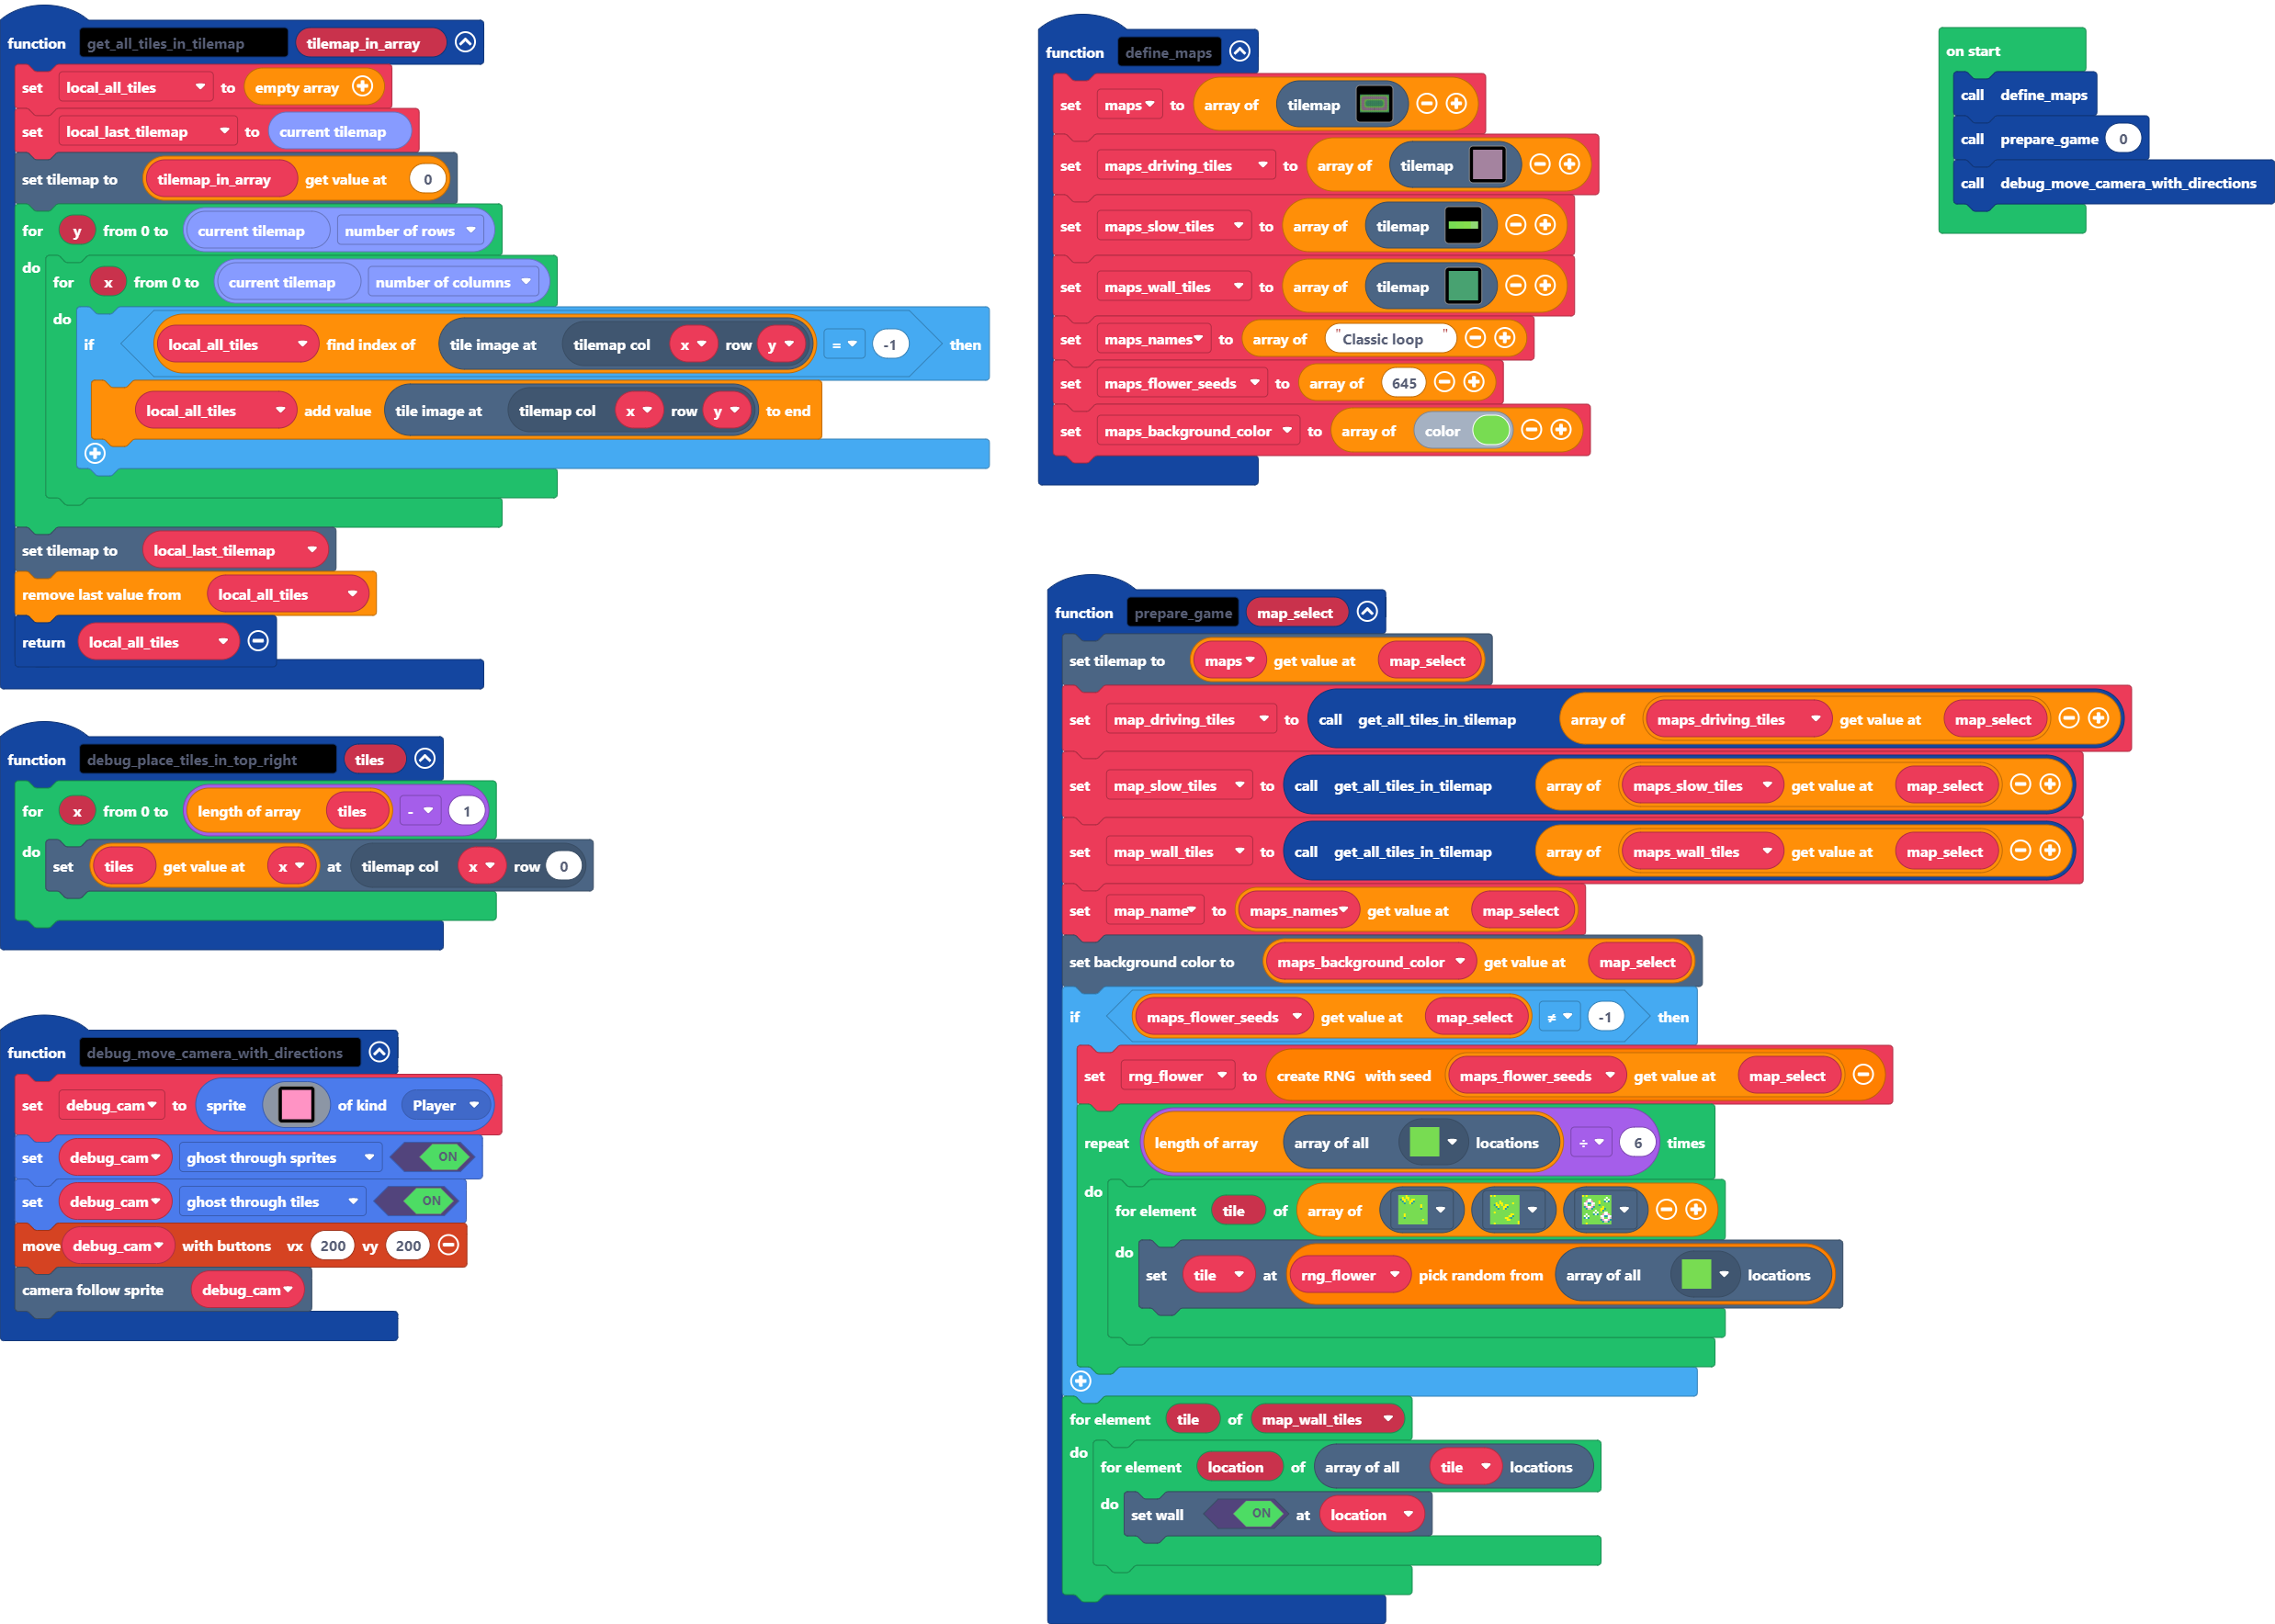 function get_all_tiles_in_tilemap tilemap_in_array
set local_all_tiles to empty array
set local_last_tilemap to current tilemap
set tilemap to tilemap_in_array get value at 0
for y from 0 to current tilemap number of rows
do for x from 0 to current tilemap number of columns
do
if local_all_tiles find index of tile image at tilemap col x row y = -1 then
local_all_tiles add value tile image at tilemap col x row y to end
set tilemap to local_last_tilemap
remove last value from local_all_tiles
return local_all_tiles
function debug_place_tiles_in_top_right tiles
for x from 0 to length of array tiles - 1
do set tiles get value at x at tilemap col x row 0
function debug_move_camera_with_directions
set debug_cam to sprite of kind Player
set debug_cam ghost through sprites ON
set debug_cam ghost through tiles ON
move debug_cam with buttons vx 200 vy 200
camera follow sprite debug_cam
function define_maps
set maps to array of tilemap
set maps_driving_tiles to array of tilemap
set maps_slow_tiles to array of tilemap
set maps_wall_tiles to array of tilemap
set maps_names to array of "Classic loop"
set maps_flower_seeds to array of 645
set maps_background_color to array of color
function prepare_game map_select
set tilemap to maps get value at map_select
set map_driving_tiles to call get_all_tiles_in_tilemap array of maps_driving_tiles get value at map_select
set map_slow_tiles to call get_all_tiles_in_tilemap array of maps_slow_tiles get value at map_select
set map_wall_tiles to call get_all_tiles_in_tilemap array of maps_wall_tiles get value at map_select
set map_name to maps_names get value at map_select
set background color to maps_background_color get value at map_select
if maps_flower_seeds get value at map_select ≠ -1 then
set rng_flower to create RNG with seed maps_flower_seeds get value at map_select
repeat length of array array of all locations ÷ 6 times
do for element tile of array of
do set tile at rng_flower pick random from array of all locations
for element tile of map_wall_tiles
do for element location of array of all tile locations
do set wall ON at location
on start
call define_maps
call prepare_game 0
call debug_move_camera_with_directions